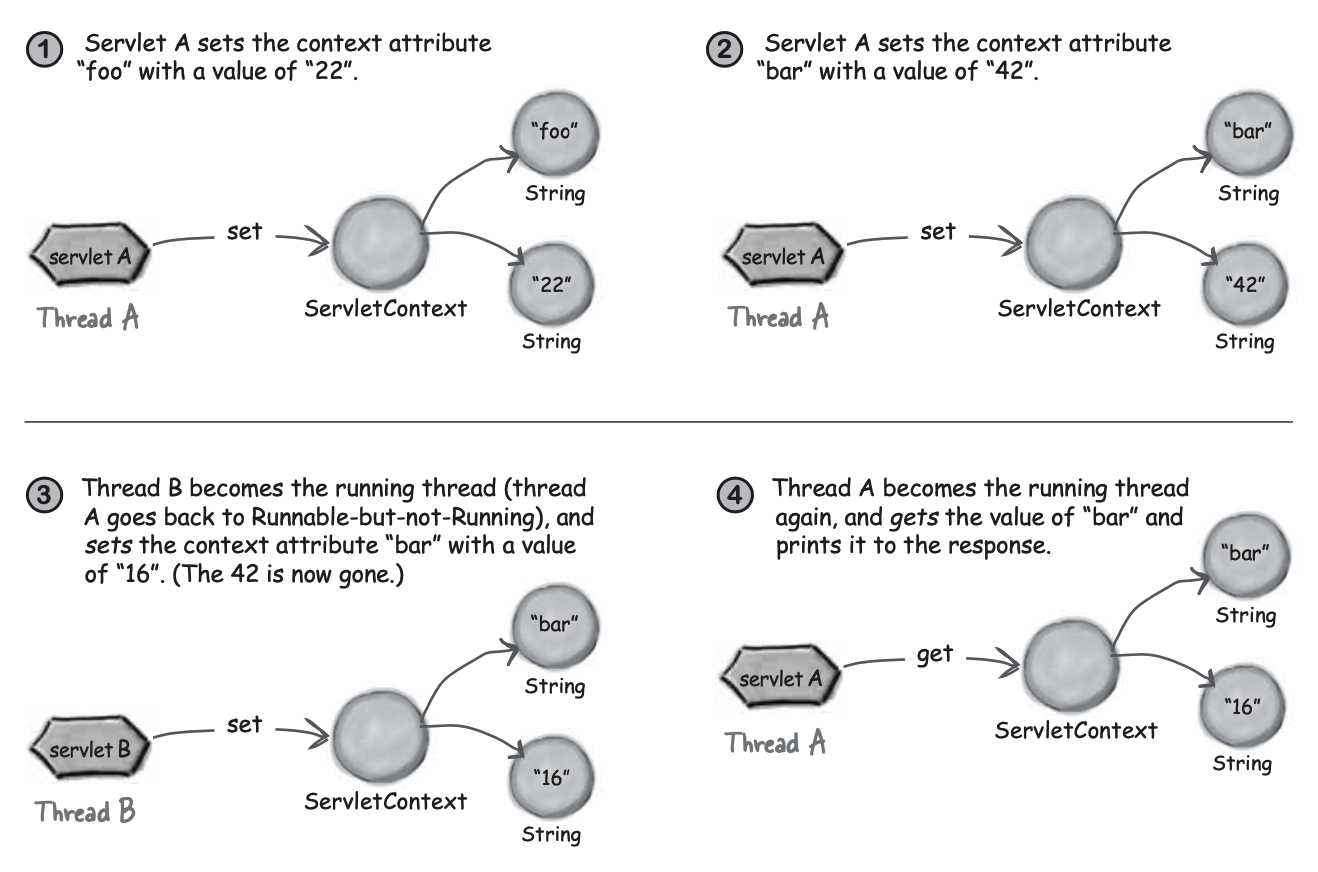 1 Servlet A sets the context attribute
“foo” with a value of “22”.
“foo”
String
servlet A
set
ServletContext
“22”
String
Thread A
2 Servlet A sets the context attribute
“bar” with a value of “42”.
“bar”
String
servlet A
set
ServletContext
“42”
String
Thread A
3 Thread B becomes the running thread (thread
A goes back to Runnable-but-not-Running), and
sets the context attribute “bar” with a value
of “16”. (The 42 is now gone.)
“bar”
String
servlet B
set
ServletContext
“16”
String
Thread B
4 Thread A becomes the running thread
again, and gets the value of “bar” and
prints it to the response.
“bar”
String
servlet A
get
ServletContext
“16”
String
Thread A